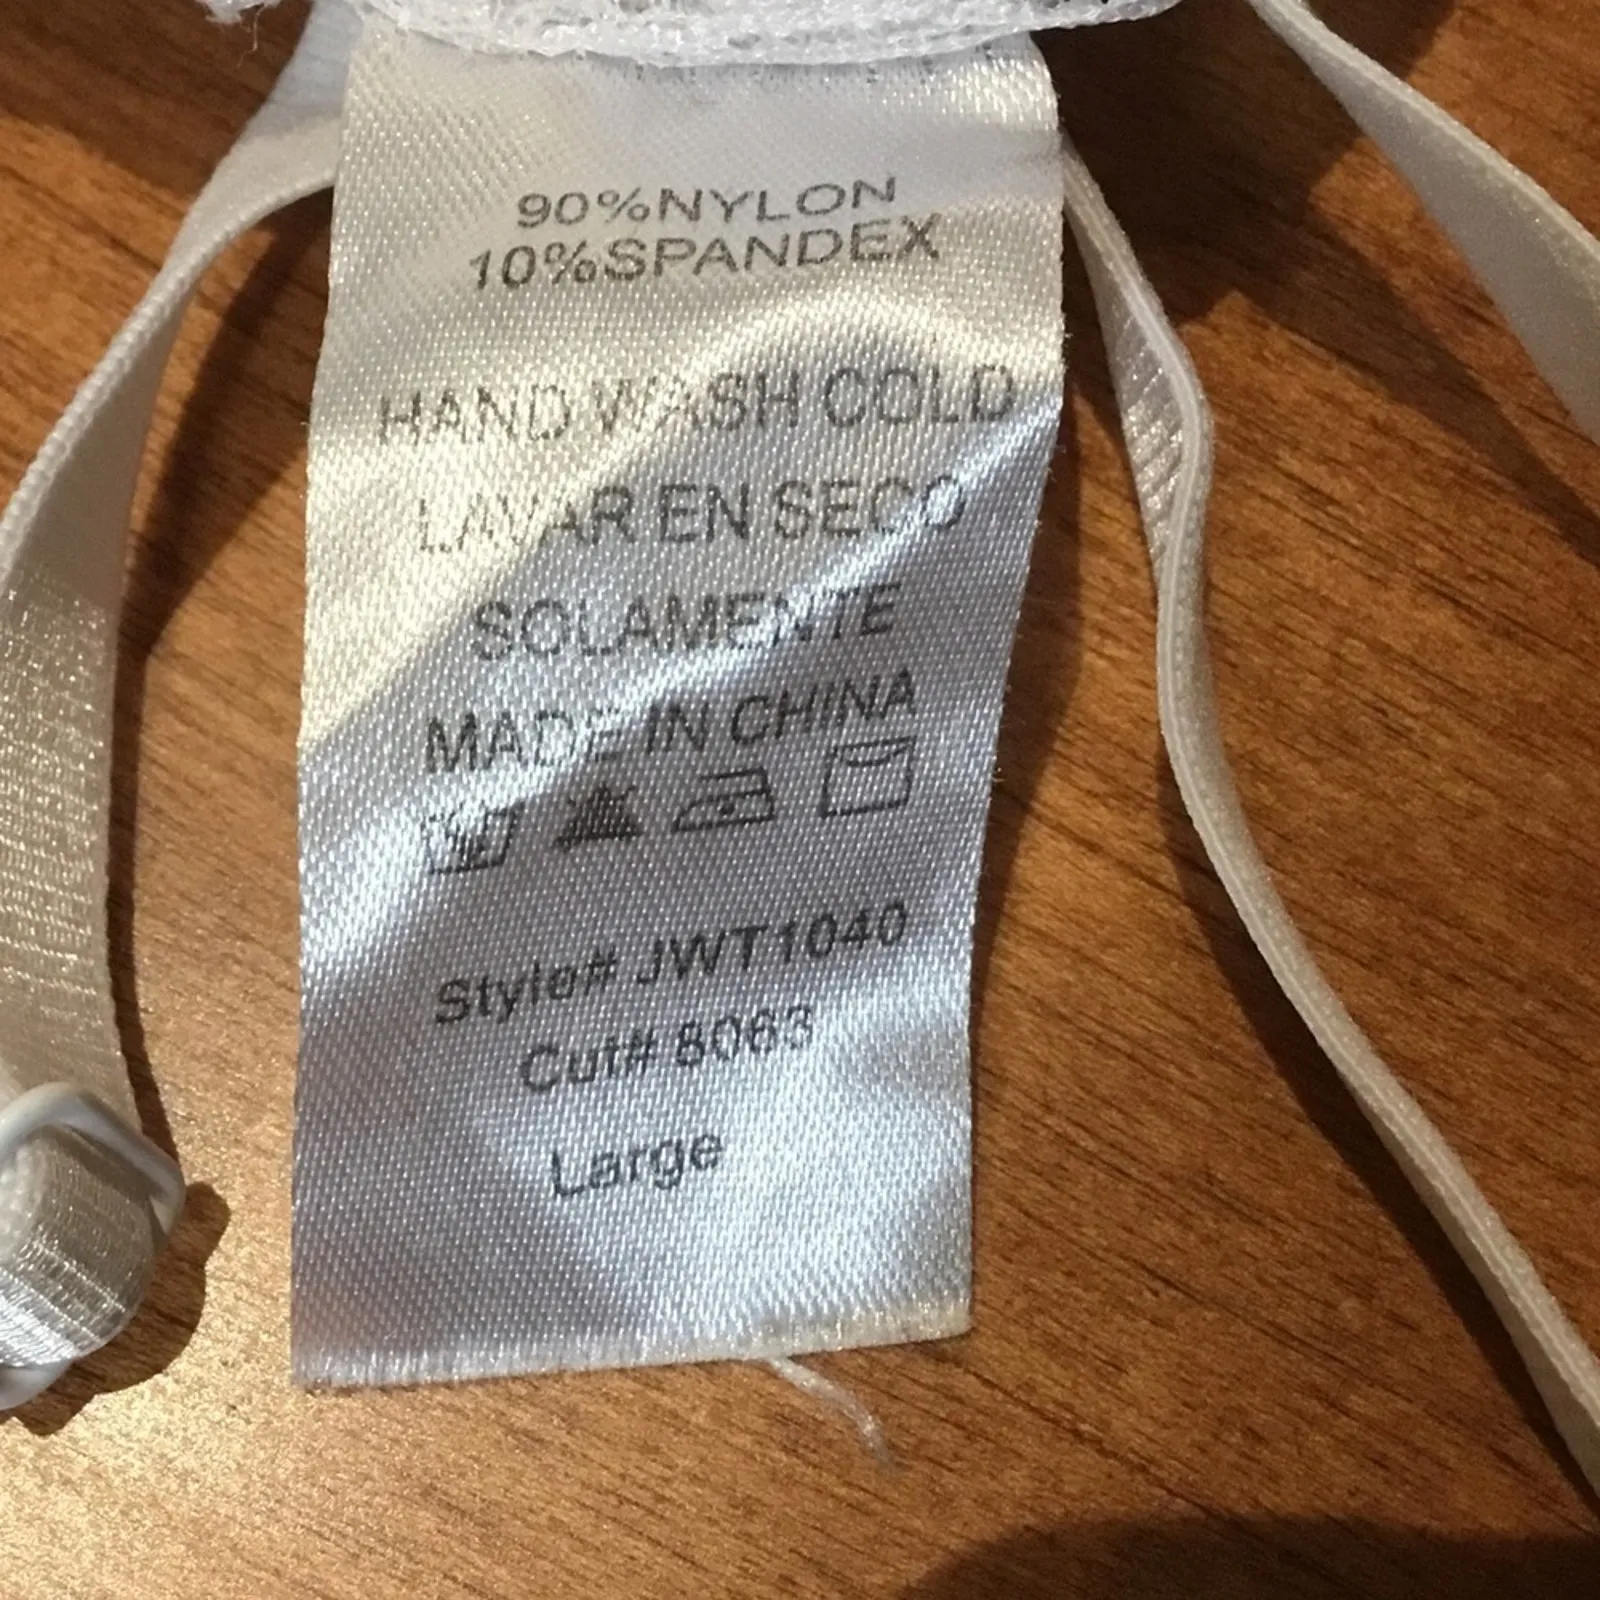 90%NYLON
10%SPANDEX
HAND WASH COLD
LAVAR EN SECO
SOLAMENTE
MADE IN CHINA
Style# JWT1040
Cut# 8063
Large